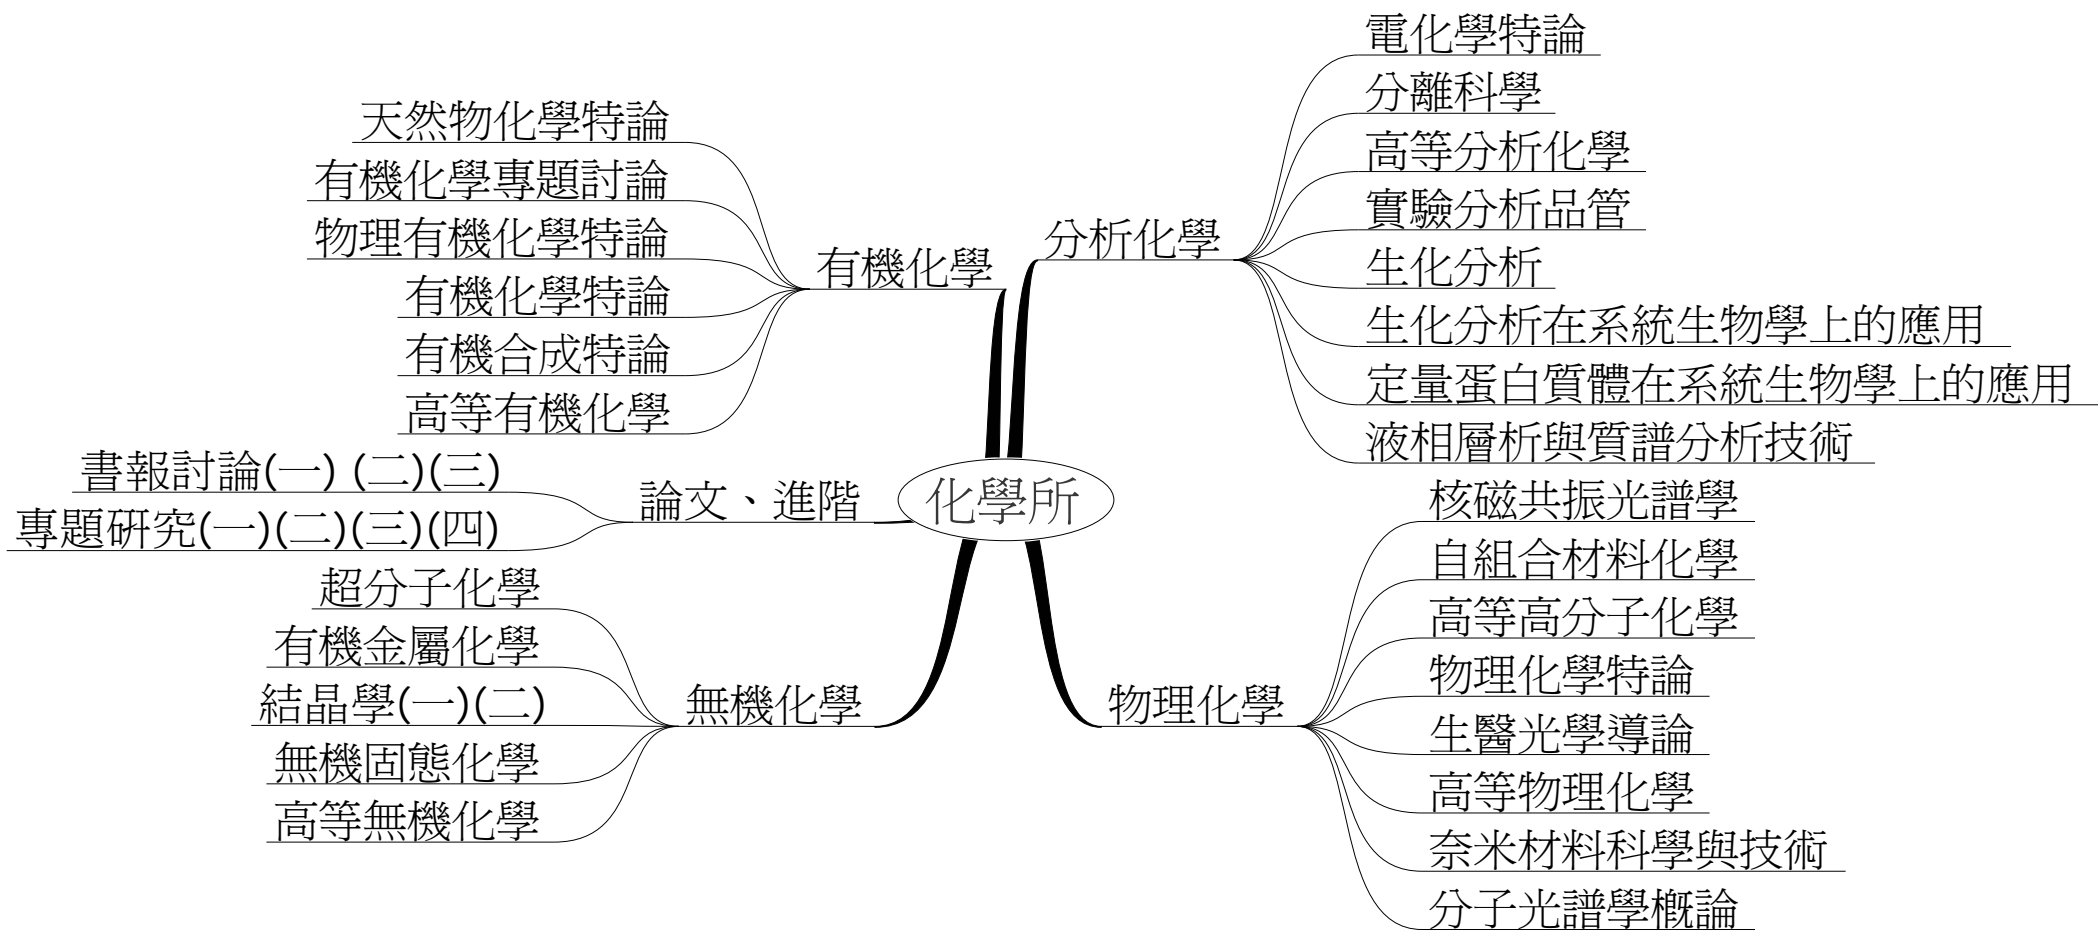 化學所
有機化學
天然物化學特論
有機化學專題討論
物理有機化學特論
有機化學特論
有機合成特論
高等有機化學
論文、進階
書報討論(一) (二)(三)
專題研究(一)(二)(三)(四)
無機化學
超分子化學
有機金屬化學
結晶學(一)(二)
無機固態化學
高等無機化學
分析化學
電化學特論
分離科學
高等分析化學
實驗分析品管
生化分析
生化分析在系統生物學上的應用
定量蛋白質體在系統生物學上的應用
液相層析與質譜分析技術
物理化學
核磁共振光譜學
自組合材料化學
高等高分子化學
物理化學特論
生醫光學導論
高等物理化學
奈米材料科學與技術
分子光譜學概論